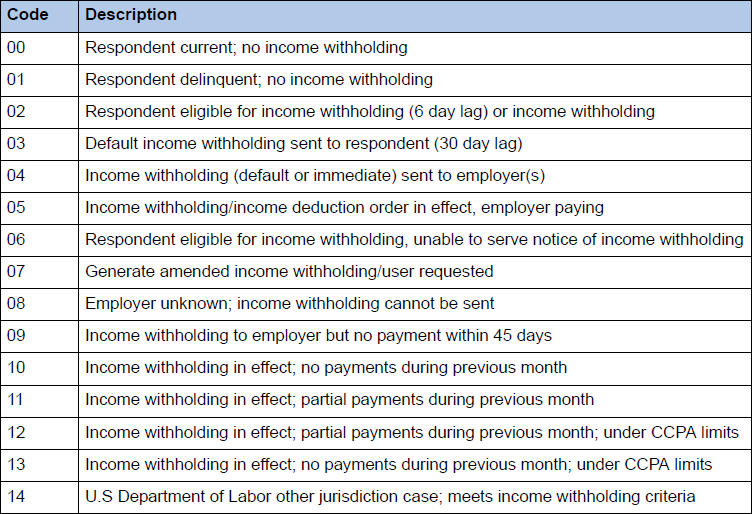 Code Description
00 Respondent current; no income withholding
01 Respondent delinquent; no income withholding
02 Respondent eligible for income withholding (6 day lag) or income withholding
03 Default income withholding sent to respondent (30 day lag)
04 Income withholding (default or immediate) sent to employer(s)
05 Income withholding/income deduction order in effect, employer paying
06 Respondent eligible for income withholding, unable to serve notice of income withholding
07 Generate amended income withholding/user requested
08 Employer unknown; income withholding cannot be sent
09 Income withholding to employer but no payment within 45 days
10 Income withholding in effect; no payments during previous month
11 Income withholding in effect; partial payments during previous month
12 Income withholding in effect; partial payments during previous month; under CCPA limits
13 Income withholding in effect; no payments during previous month; under CCPA limits
14 U.S Department of Labor other jurisdiction case; meets income withholding criteria